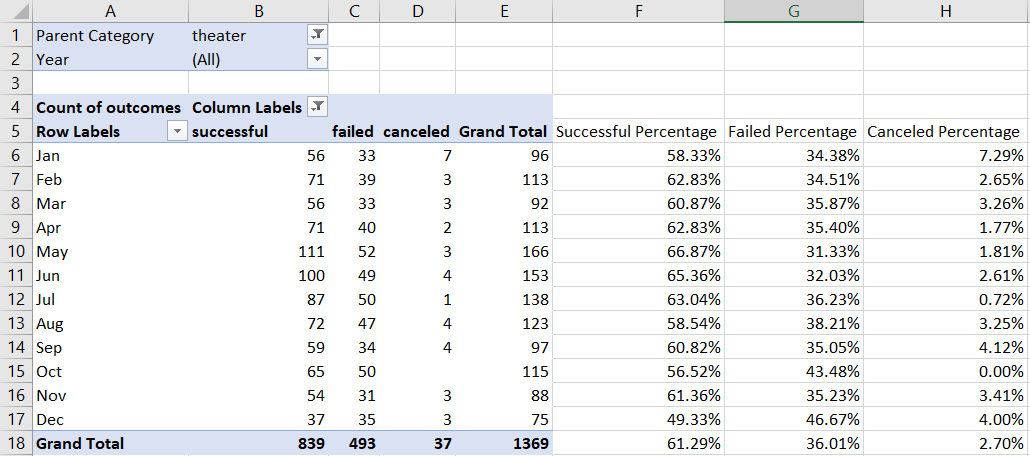 A B C D E F G H
1 Parent Category theater
2 Year (All)
3
4 Count of outcomes Column Labels
5 Row Labels successful failed canceled Grand Total Successful Percentage Failed Percentage Canceled Percentage
6 Jan 56 33 7 96 58.33% 34.38% 7.29%
7 Feb 71 39 3 113 62.83% 34.51% 2.65%
8 Mar 56 33 3 92 60.87% 35.87% 3.26%
9 Apr 71 40 2 113 62.83% 35.40% 1.77%
10 May 111 52 3 166 66.87% 31.33% 1.81%
11 Jun 100 49 4 153 65.36% 32.03% 2.61%
12 Jul 87 50 1 138 63.04% 36.23% 0.72%
13 Aug 72 47 4 123 58.54% 38.21% 3.25%
14 Sep 59 34 4 97 60.82% 35.05% 4.12%
15 Oct 65 50 115 56.52% 43.48% 0.00%
16 Nov 54 31 3 88 61.36% 35.23% 3.41%
17 Dec 37 35 3 75 49.33% 46.67% 4.00%
18 Grand Total 839 493 37 1369 61.29% 36.01% 2.70%